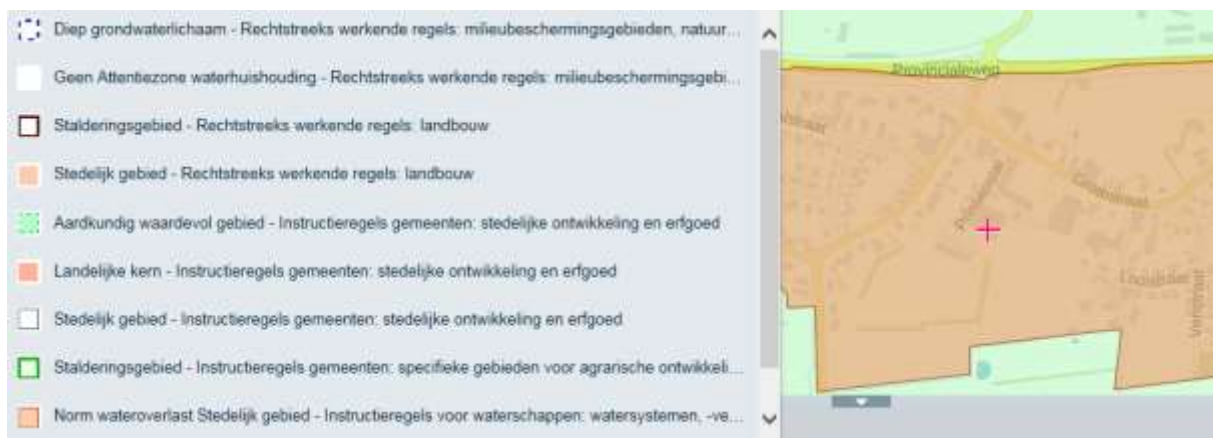 Diep grondwaterlichaam - Rechtstreeks werkende regels: milieubeschermingsgebieden, natuur...
Geen Attentiezone waterhuishouding - Rechtstreeks werkende regels: milieubeschermingsgebi...
Stalderingsgebied - Rechtstreeks werkende regels: landbouw
Stedelijk gebied - Rechtstreeks werkende regels: landbouw
Aardkundig waardevol gebied - Instructieregels gemeenten: stedelijke ontwikkeling en erfgoed
Landelijke kern - Instructieregels gemeenten: stedelijke ontwikkeling en erfgoed
Stedelijk gebied - Instructieregels gemeenten: stedelijke ontwikkeling en erfgoed
Stalderingsgebied - Instructieregels gemeenten: specifieke gebieden voor agrarische ontwikkeli...
Norm wateroverlast Stedelijk gebied - Instructieregels voor waterschappen: watersystemen, -ve...
Provincialeweg